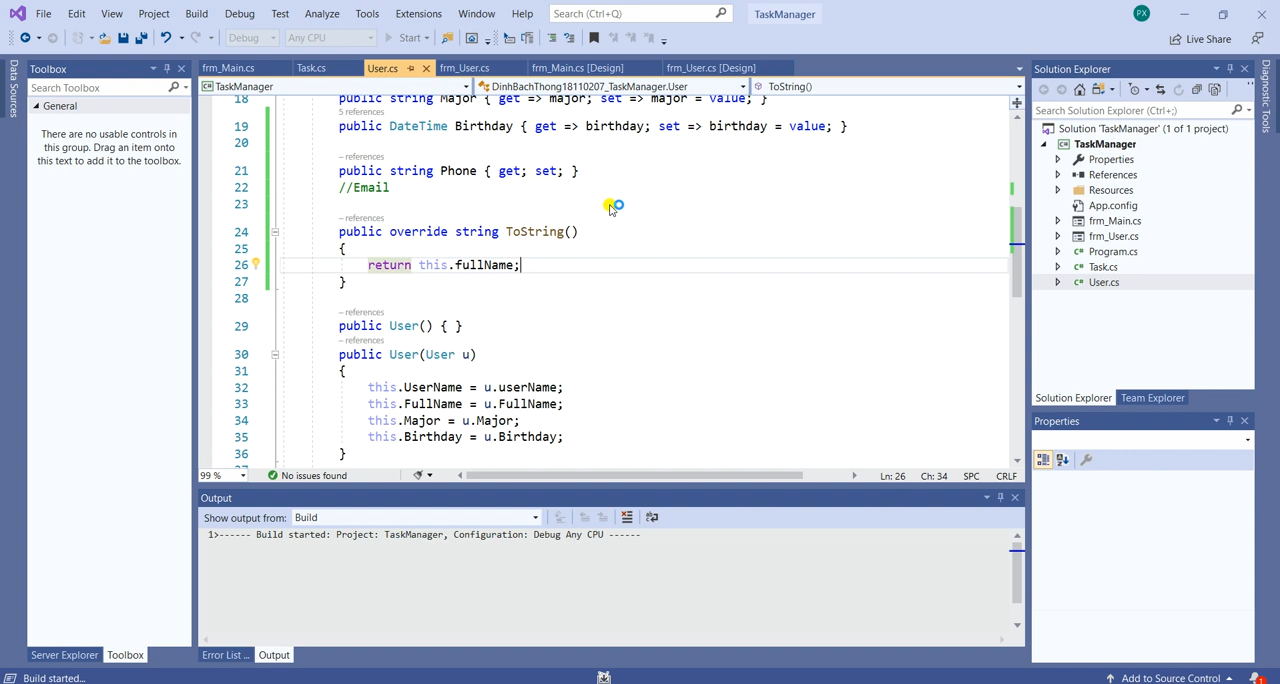 File Edit View Project Build Debug Test Analyze Tools Extensions Window Help Search (Ctrl+Q) TaskManager PX
Debug Any CPU Start Live Share
Data Sources
Toolbox
Search Toolbox
General
There are no usable controls in
this group. Drag an item onto
this text to add it to the toolbox.
Server Explorer Toolbox
frm_Main.cs Task.cs User.cs frm_User.cs frm_Main.cs [Design] frm_User.cs [Design]
TaskManager DinhBachThong18110207_TaskManager.User ToString()
18 public string Major { get => major; set => major = value; }
5 references
19 public DateTime Birthday { get => birthday; set => birthday = value; }
20
– references
21 public string Phone { get; set; }
22 //Email
23
– references
24 public override string ToString()
25 {
26 return this.fullName;
27 }
28
– references
29 public User() { }
– references
30 public User(User u)
31 {
32 this.UserName = u.userName;
33 this.FullName = u.FullName;
34 this.Major = u.Major;
35 this.Birthday = u.Birthday;
36 }
99 % No issues found Ln: 26 Ch: 34 SPC CRLF
Output
Show output from: Build
1>------ Build started: Project: TaskManager, Configuration: Debug Any CPU ------
Error List ... Output
Solution Explorer
Search Solution Explorer (Ctrl+;)
Solution 'TaskManager' (1 of 1 project)
TaskManager
Properties
References
Resources
App.config
frm_Main.cs
frm_User.cs
Program.cs
Task.cs
User.cs
Solution Explorer Team Explorer
Properties
Diagnostic Tools
Build started... Add to Source Control 1